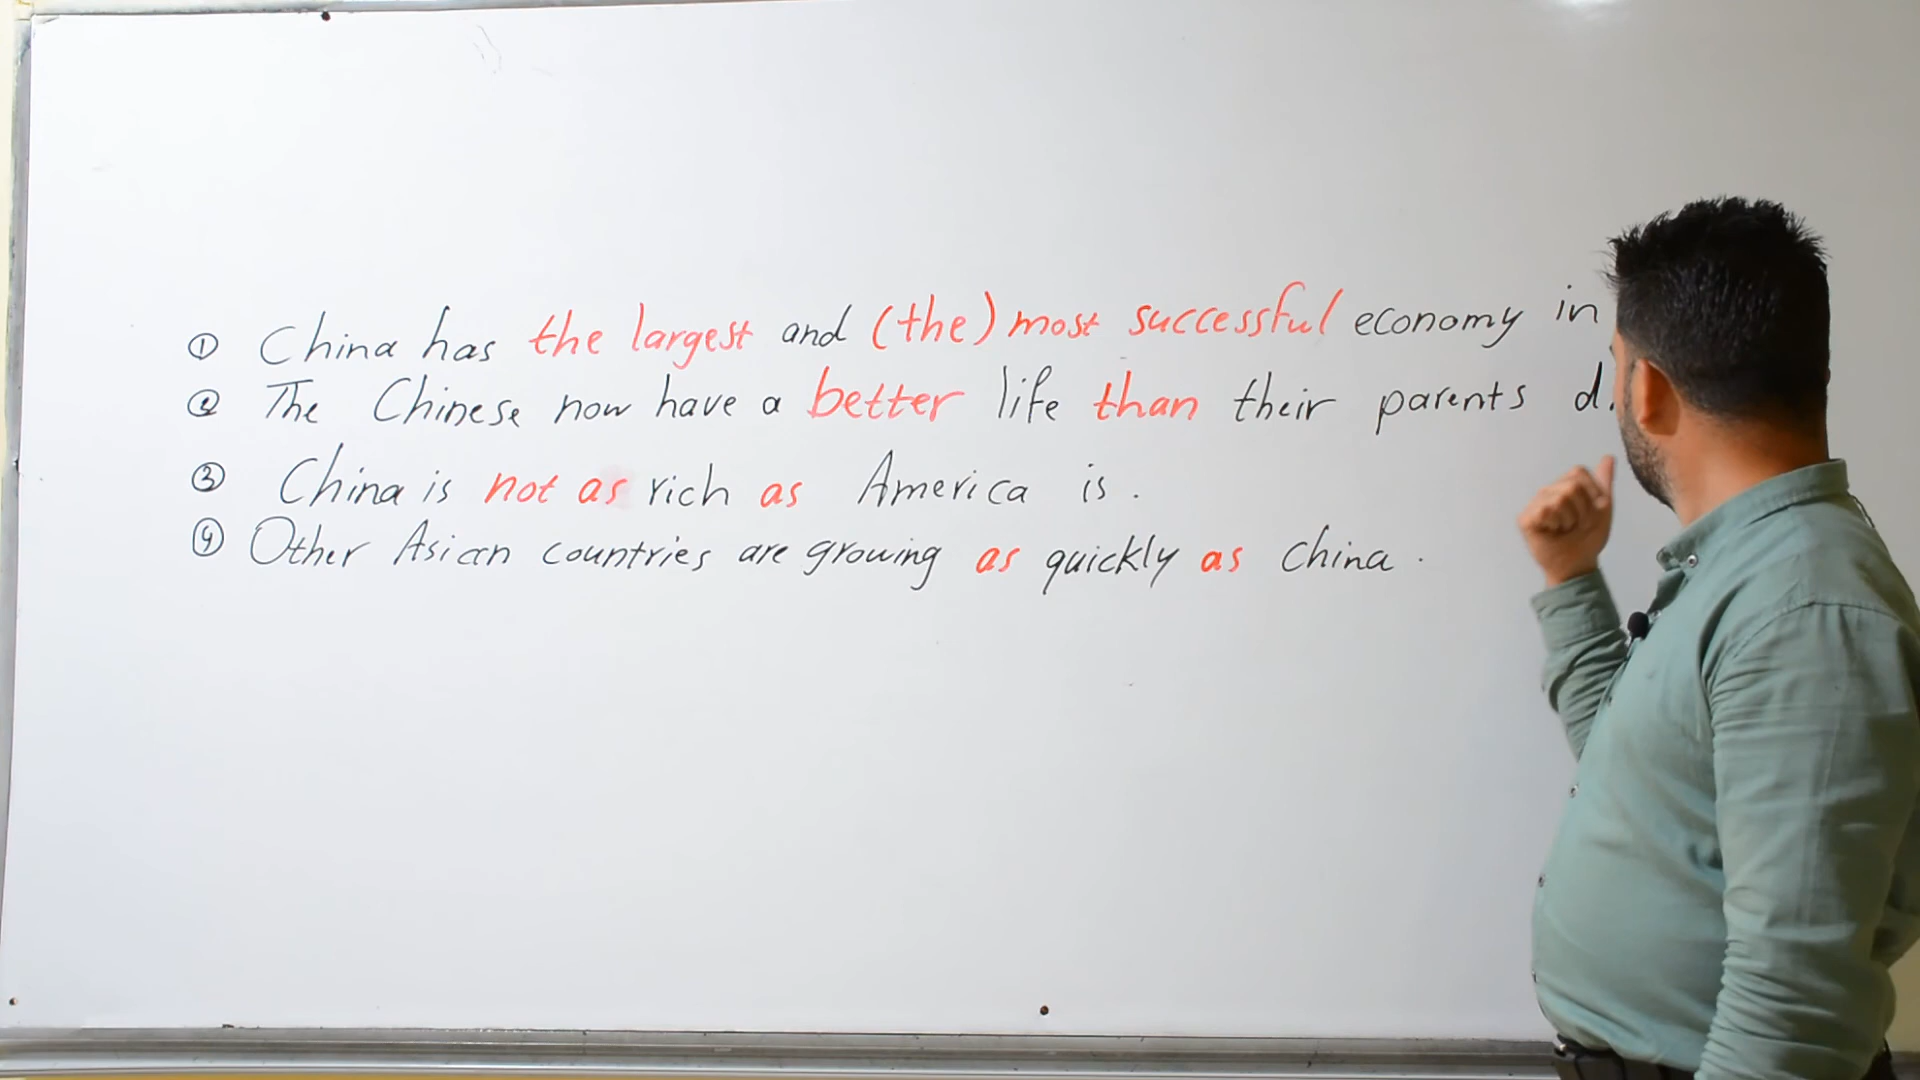 ① China has the largest and (the) most successful economy in
② The Chinese now have a better life than their parents
③ China is not as rich as America is.
④ Other Asian countries are growing as quickly as China.